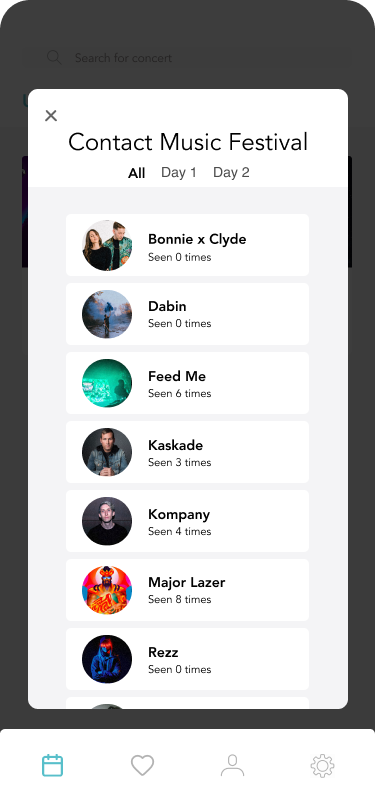 Search for concert
Contact Music Festival
All Day 1 Day 2
Bonnie x Clyde
Seen 0 times
Dabin
Seen 0 times
Feed Me
Seen 6 times
Kaskade
Seen 3 times
Kompany
Seen 4 times
Major Lazer
Seen 8 times
Rezz
Seen 0 times